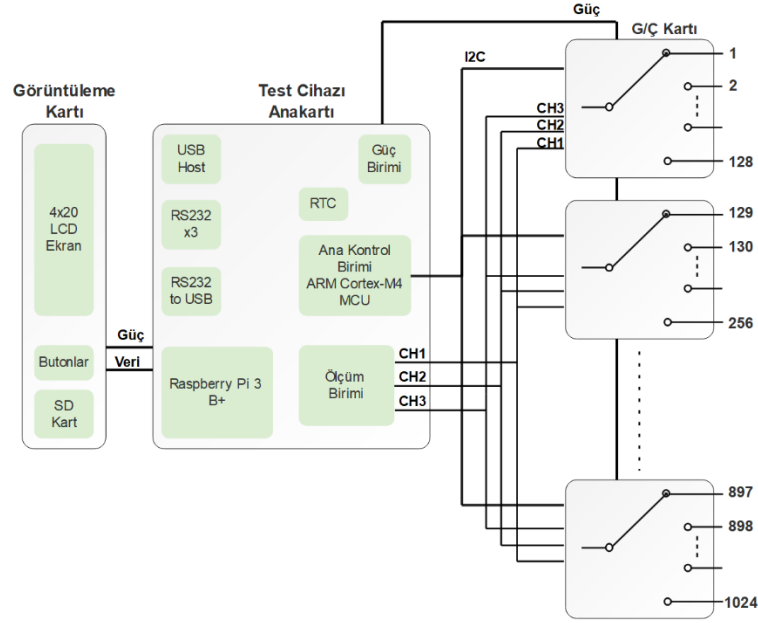 Güç
G/Ç Kartı
I2C
1
2
CH3
CH2
CH1
128
Görüntüleme
Kartı
4x20
LCD
Ekran
Butonlar
SD
Kart
Güç
Veri
Test Cihazı
Anakartı
USB
Host
Güç
Birimi
RS232
x3
RTC
RS232
to USB
Ana Kontrol
Birimi
ARM Cortex-M4
MCU
Raspberry Pi 3
B+
Ölçüm
Birimi
CH1
CH2
CH3
129
130
256
897
898
1024